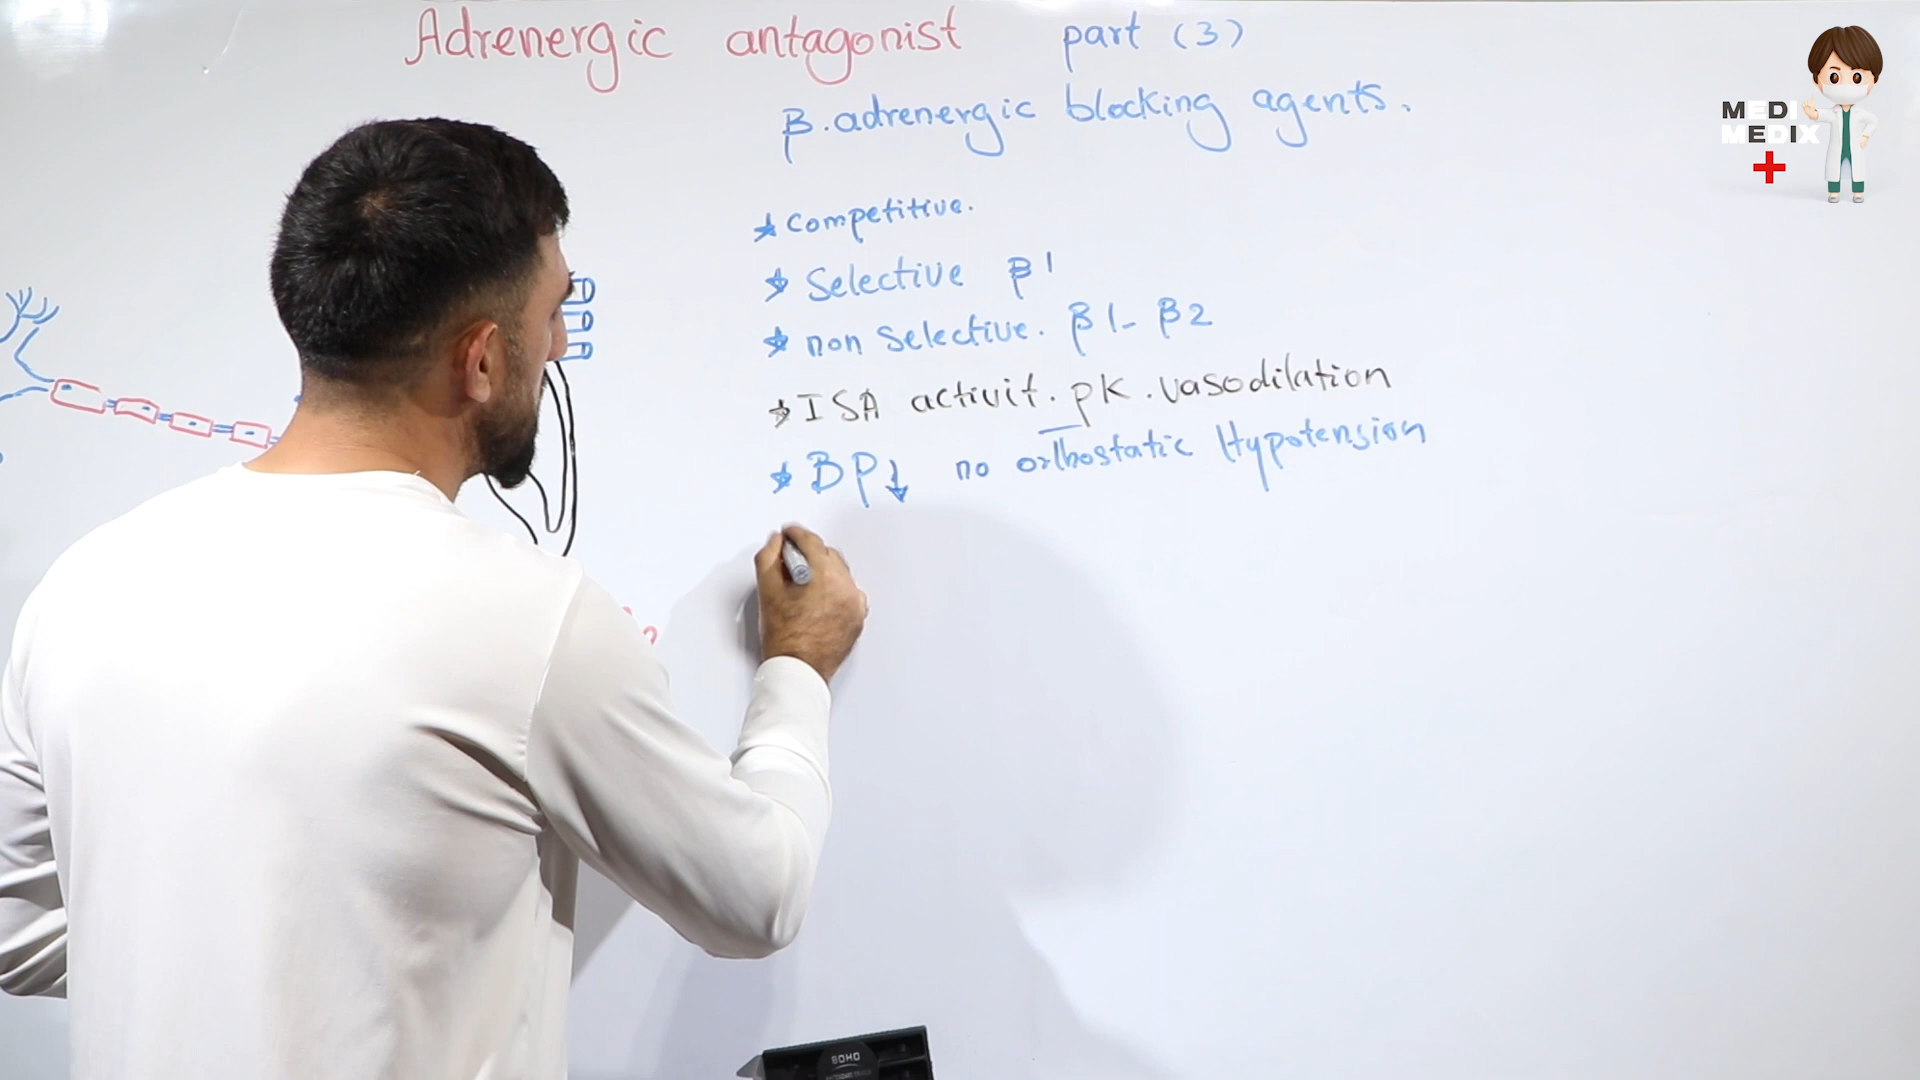 Adrenergic antagonist part (3)
β.adrenergic blocking agents.
MEDI
MEDIX
★ Competitive.
★ Selective β1
★ non Selective. β1- β2
★ ISA activit. pK. vasodilation
★ BP↓ no orthostatic Hypotension
SOHO